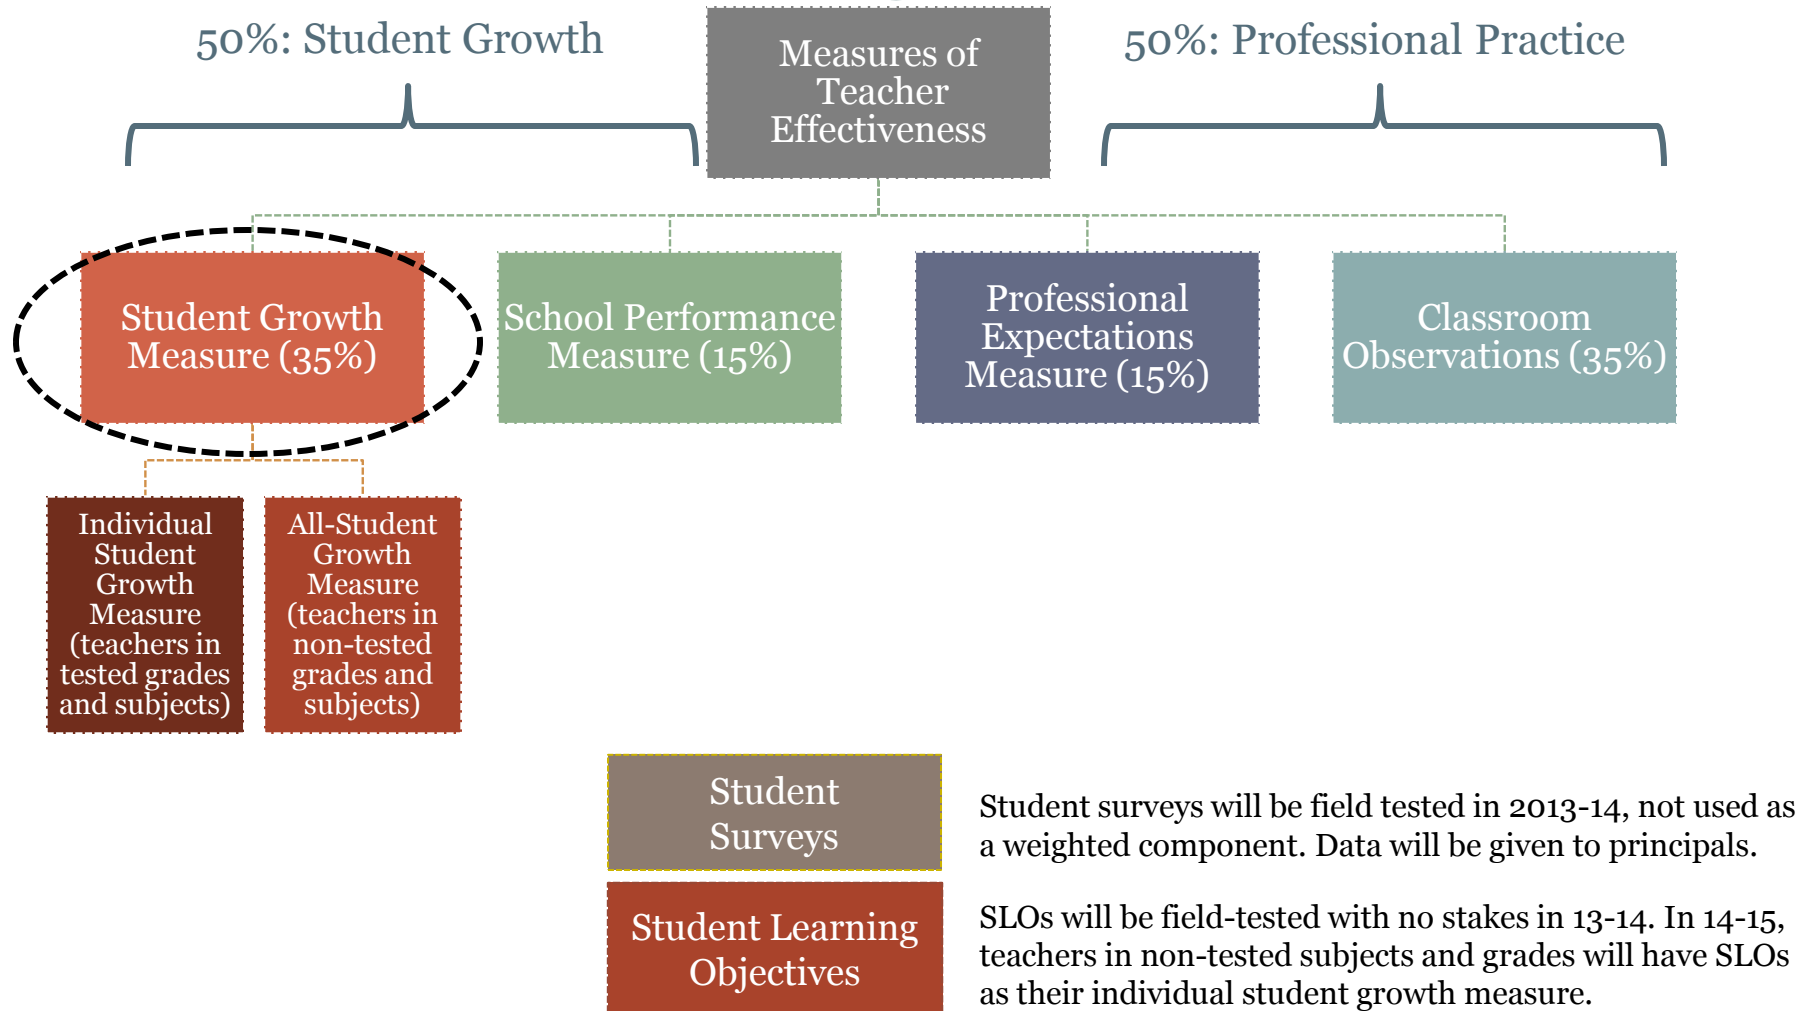 50%: Student Growth
Measures of
Teacher
Effectiveness
50%: Professional Practice
Student Growth
Measure (35%)
School Performance
Measure (15%)
Professional
Expectations
Measure (15%)
Classroom
Observations (35%)
Individual
Student
Growth
Measure
(teachers in
tested grades
and subjects)
All-Student
Growth
Measure
(teachers in
non-tested
grades and
subjects)
Student
Surveys
Student surveys will be field tested in 2013-14, not used as
a weighted component. Data will be given to principals.
Student Learning
Objectives
SLOs will be field-tested with no stakes in 13-14. In 14-15,
teachers in non-tested subjects and grades will have SLOs
as their individual student growth measure.